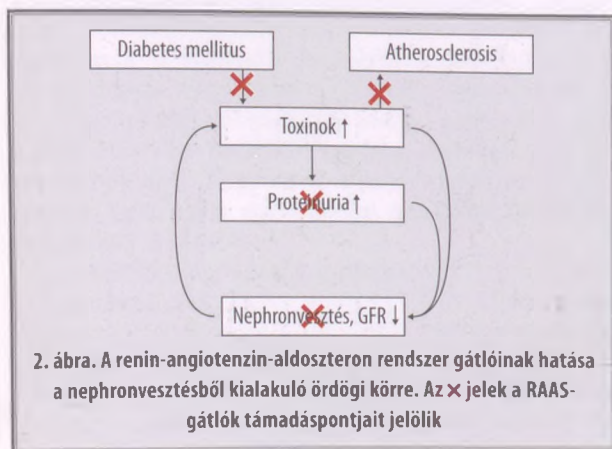 Diabetes mellitus
Atherosclerosis
Toxinok ↑
Proteinuria ↑
Nephronvesztés, GFR ↓
2. ábra. A renin-angiotenzin-aldoszteron rendszer gátlóinak hatása
a nephronvesztésből kialakuló ördögi körre. Az × jelek a RAAS-
gátlók támadáspontjait jelölik